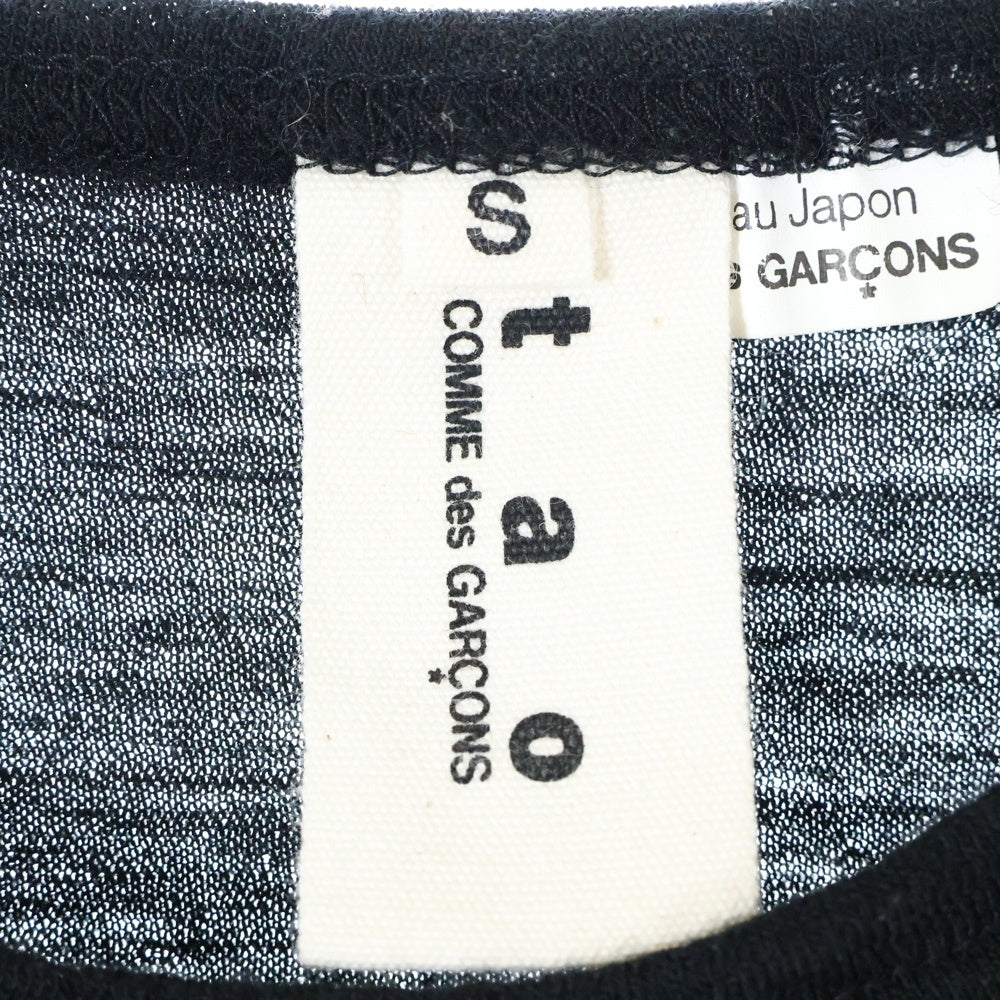 S
t a o
COMME des GARÇONS
au Japon
GARÇONS